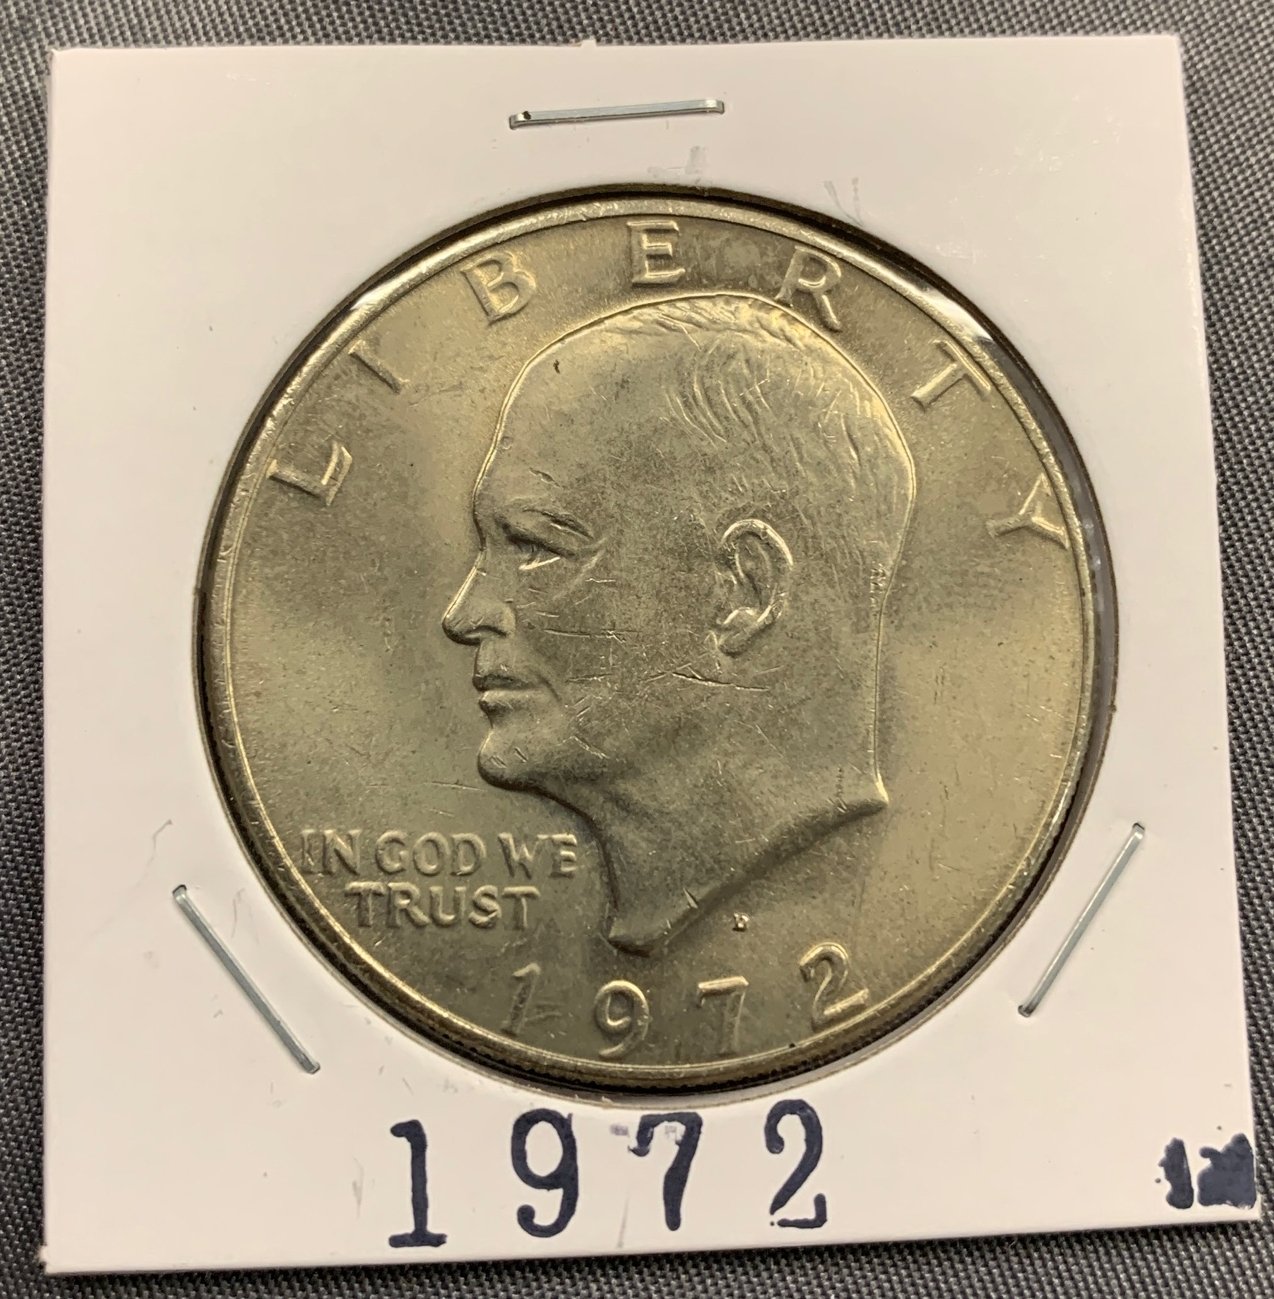 LIBERTY
IN GOD WE
TRUST
D
1972
1972